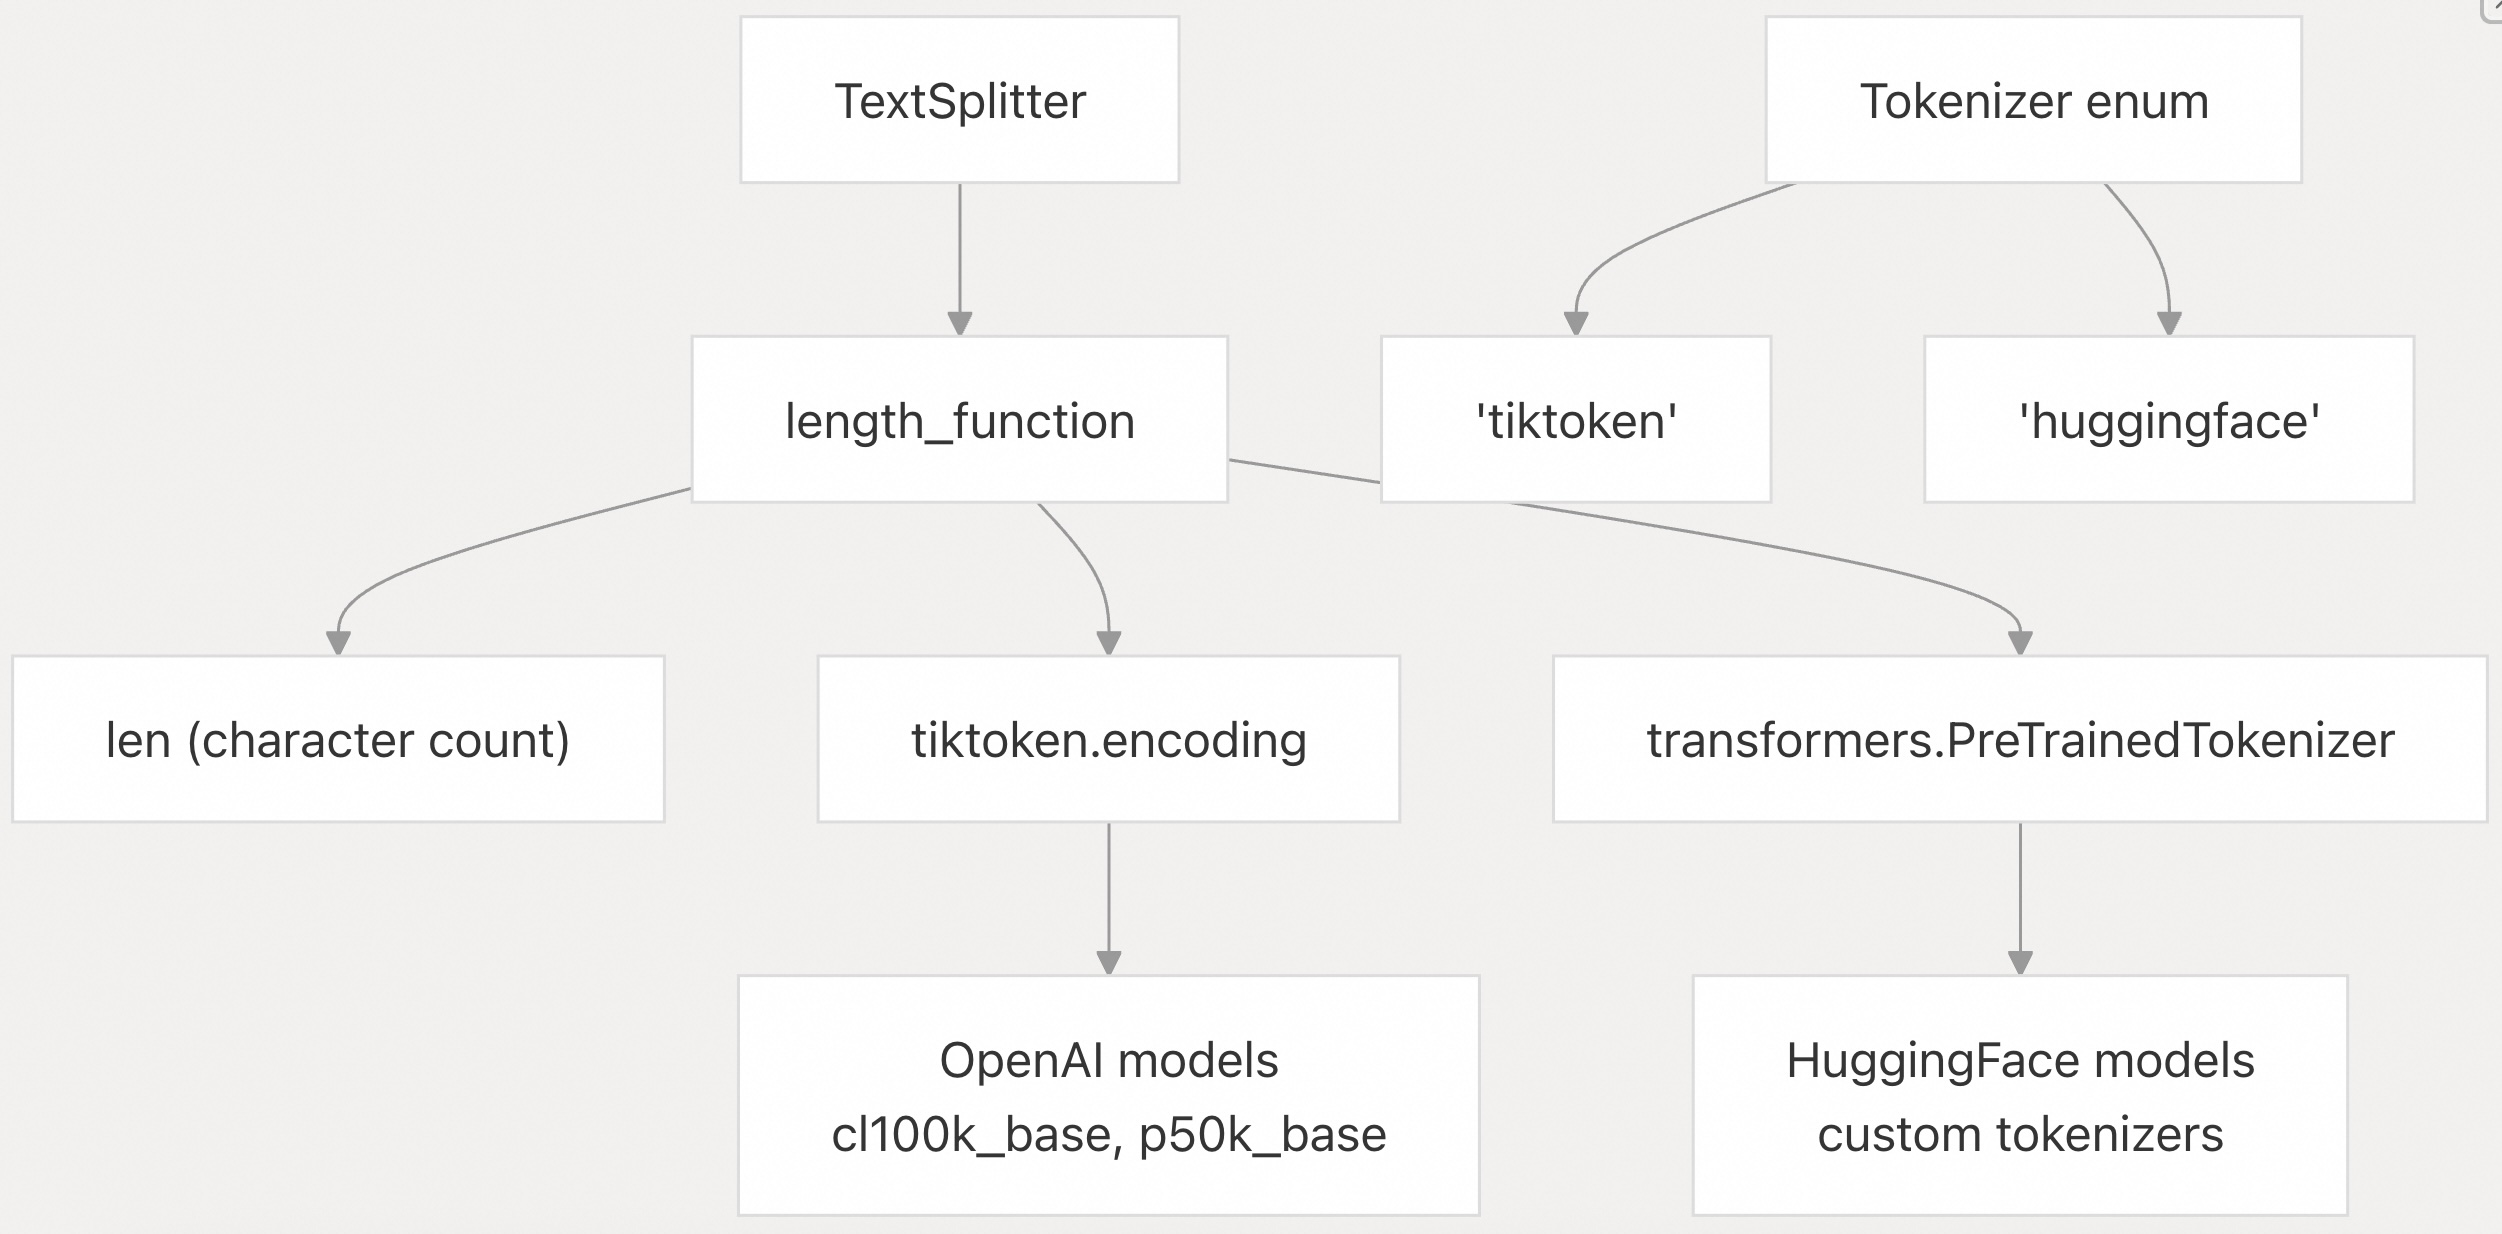 TextSplitter
Tokenizer enum
length_function
'tiktoken'
'huggingface'
len (character count)
tiktoken.encoding
transformers.PreTrainedTokenizer
OpenAI models
cl100k_base, p50k_base
HuggingFace models
custom tokenizers